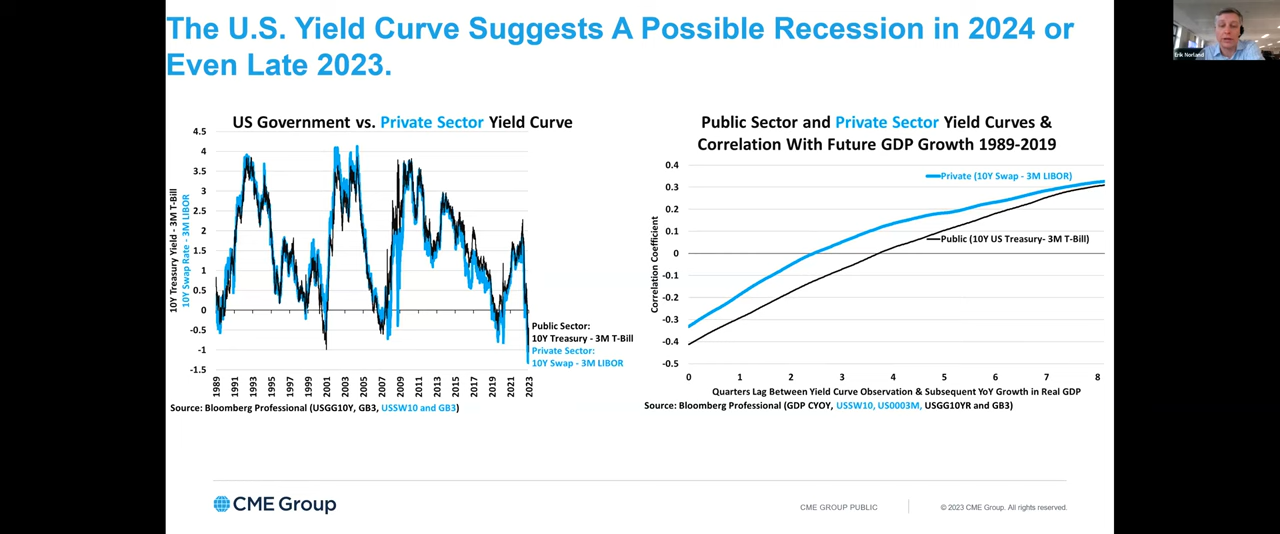 The U.S. Yield Curve Suggests A Possible Recession in 2024 or
Even Late 2023.
Erik Norland
US Government vs. Private Sector Yield Curve
10Y Treasury Yield - 3M T-Bill
10Y Swap Rate - 3M LIBOR
4.5
4
3.5
3
2.5
2
1.5
1
0.5
0
-0.5
-1
-1.5
1989
1991
1993
1995
1997
1999
2001
2003
2005
2007
2009
2011
2013
2015
2017
2019
2021
2023
Public Sector:
10Y Treasury - 3M T-Bill
Private Sector:
10Y Swap - 3M LIBOR
Source: Bloomberg Professional (USGG10Y, GB3, USSW10 and GB3)
Public Sector and Private Sector Yield Curves &
Correlation With Future GDP Growth 1989-2019
Correlation Coefficient
0.4
0.3
0.2
0.1
0
-0.1
-0.2
-0.3
-0.4
-0.5
Private (10Y Swap - 3M LIBOR)
Public (10Y US Treasury- 3M T-Bill)
0 1 2 3 4 5 6 7 8
Quarters Lag Between Yield Curve Observation & Subsequent YoY Growth in Real GDP
Source: Bloomberg Professional (GDP CYOY, USSW10, US0003M, USGG10YR and GB3)
CME Group
CME GROUP PUBLIC
© 2023 CME Group. All rights reserved.